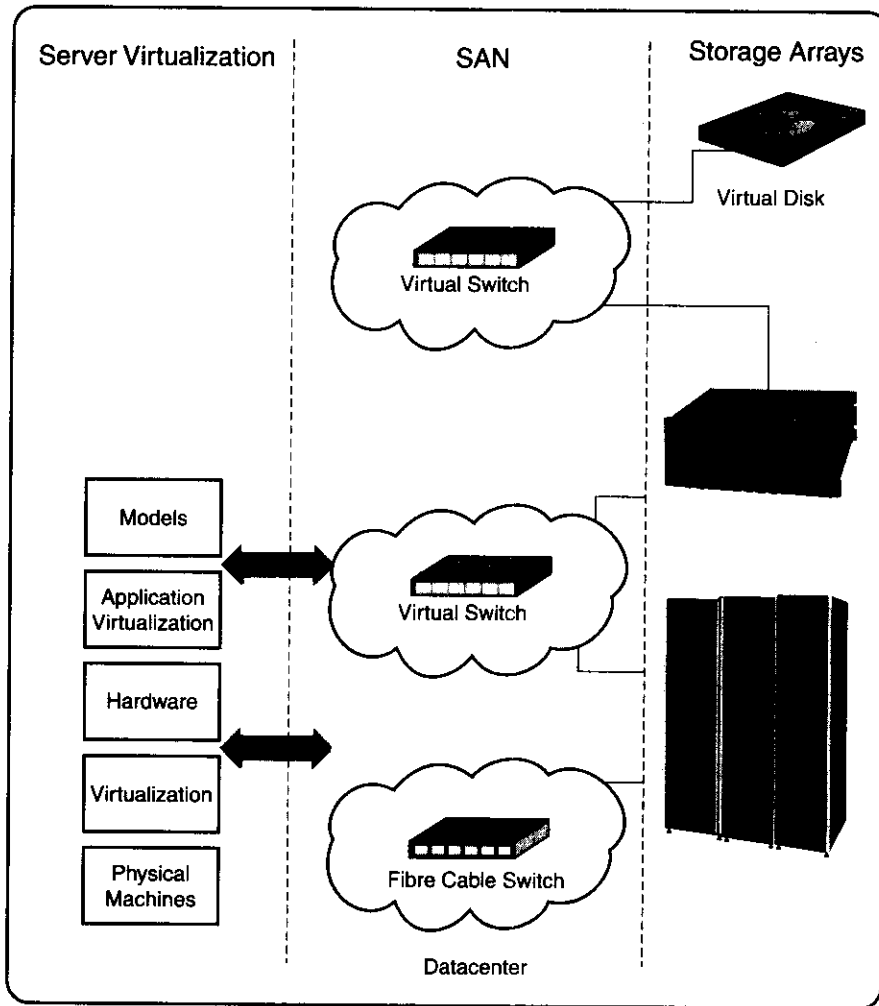 Server Virtualization
SAN
Storage Arrays
Virtual Disk
Virtual Switch
Models
Application
Virtualization
Virtual Switch
Hardware
Virtualization
Physical
Machines
Fibre Cable Switch
Datacenter